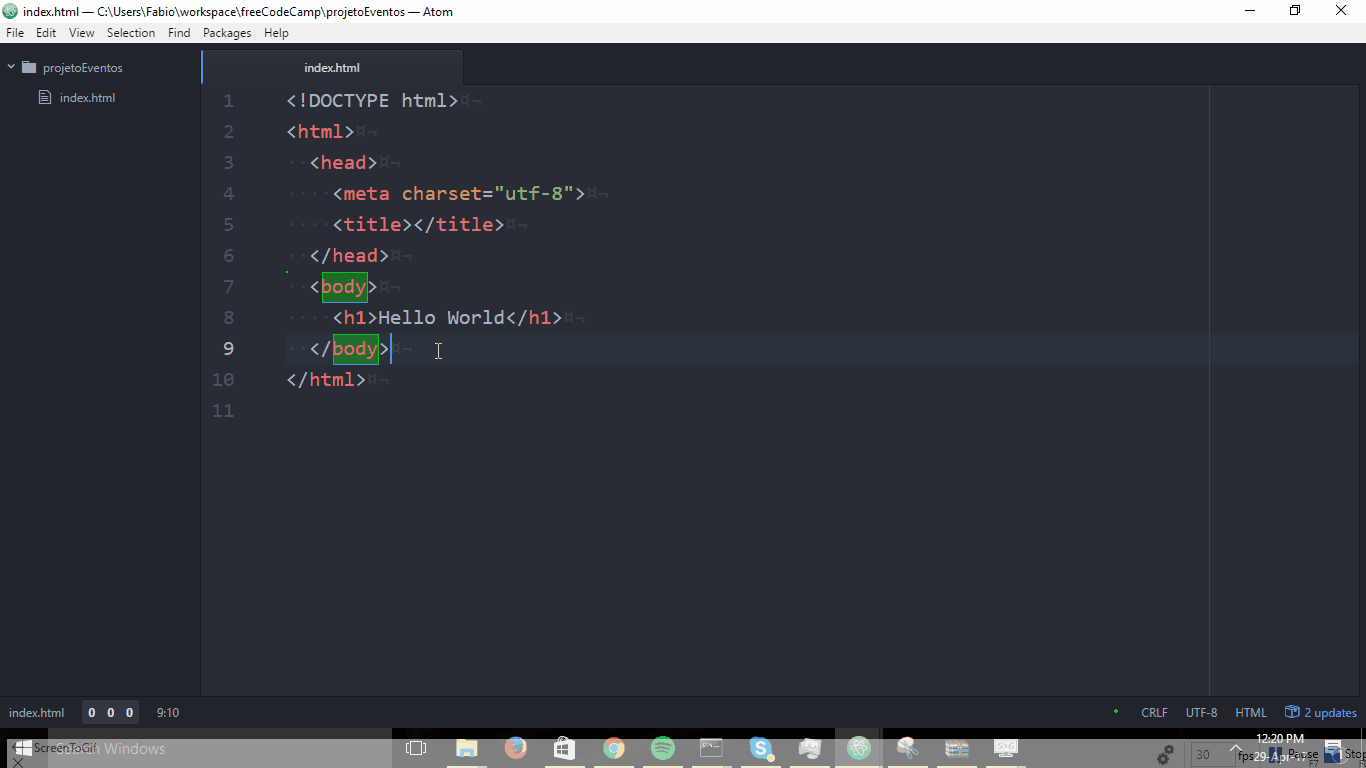 index.html — C:\Users\Fabio\workspace\freeCodeCamp\projetoEventos — Atom
File Edit View Selection Find Packages Help
projetoEventos
index.html
index.html
1 <!DOCTYPE html>¤¬
2 <html>¤¬
3 ··<head>¤¬
4 ····<meta charset="utf-8">¤¬
5 ····<title></title>¤¬
6 ··</head>¤¬
7 ··<body>¤¬
8 ····<h1>Hello World</h1>¤¬
9 ··</body>¤¬
10 </html>¤¬
11
index.html 0 0 0 9:10 CRLF UTF-8 HTML 2 updates
ScreenToGif
Search Windows
30 fps
12:20 PM
Pause
F7
Stop